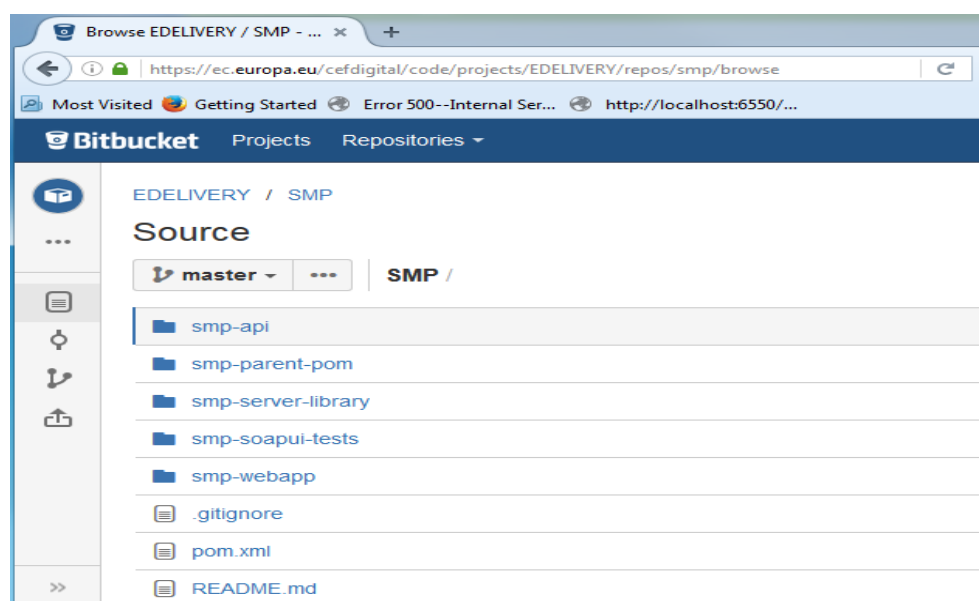 Browse EDELIVERY / SMP - ... × +
https://ec.europa.eu/cefdigital/code/projects/EDELIVERY/repos/smp/browse
Most Visited Getting Started Error 500--Internal Ser... http://localhost:6550/...
Bitbucket Projects Repositories
EDELIVERY / SMP
Source
master ••• SMP /
smp-api
smp-parent-pom
smp-server-library
smp-soapui-tests
smp-webapp
.gitignore
pom.xml
README.md